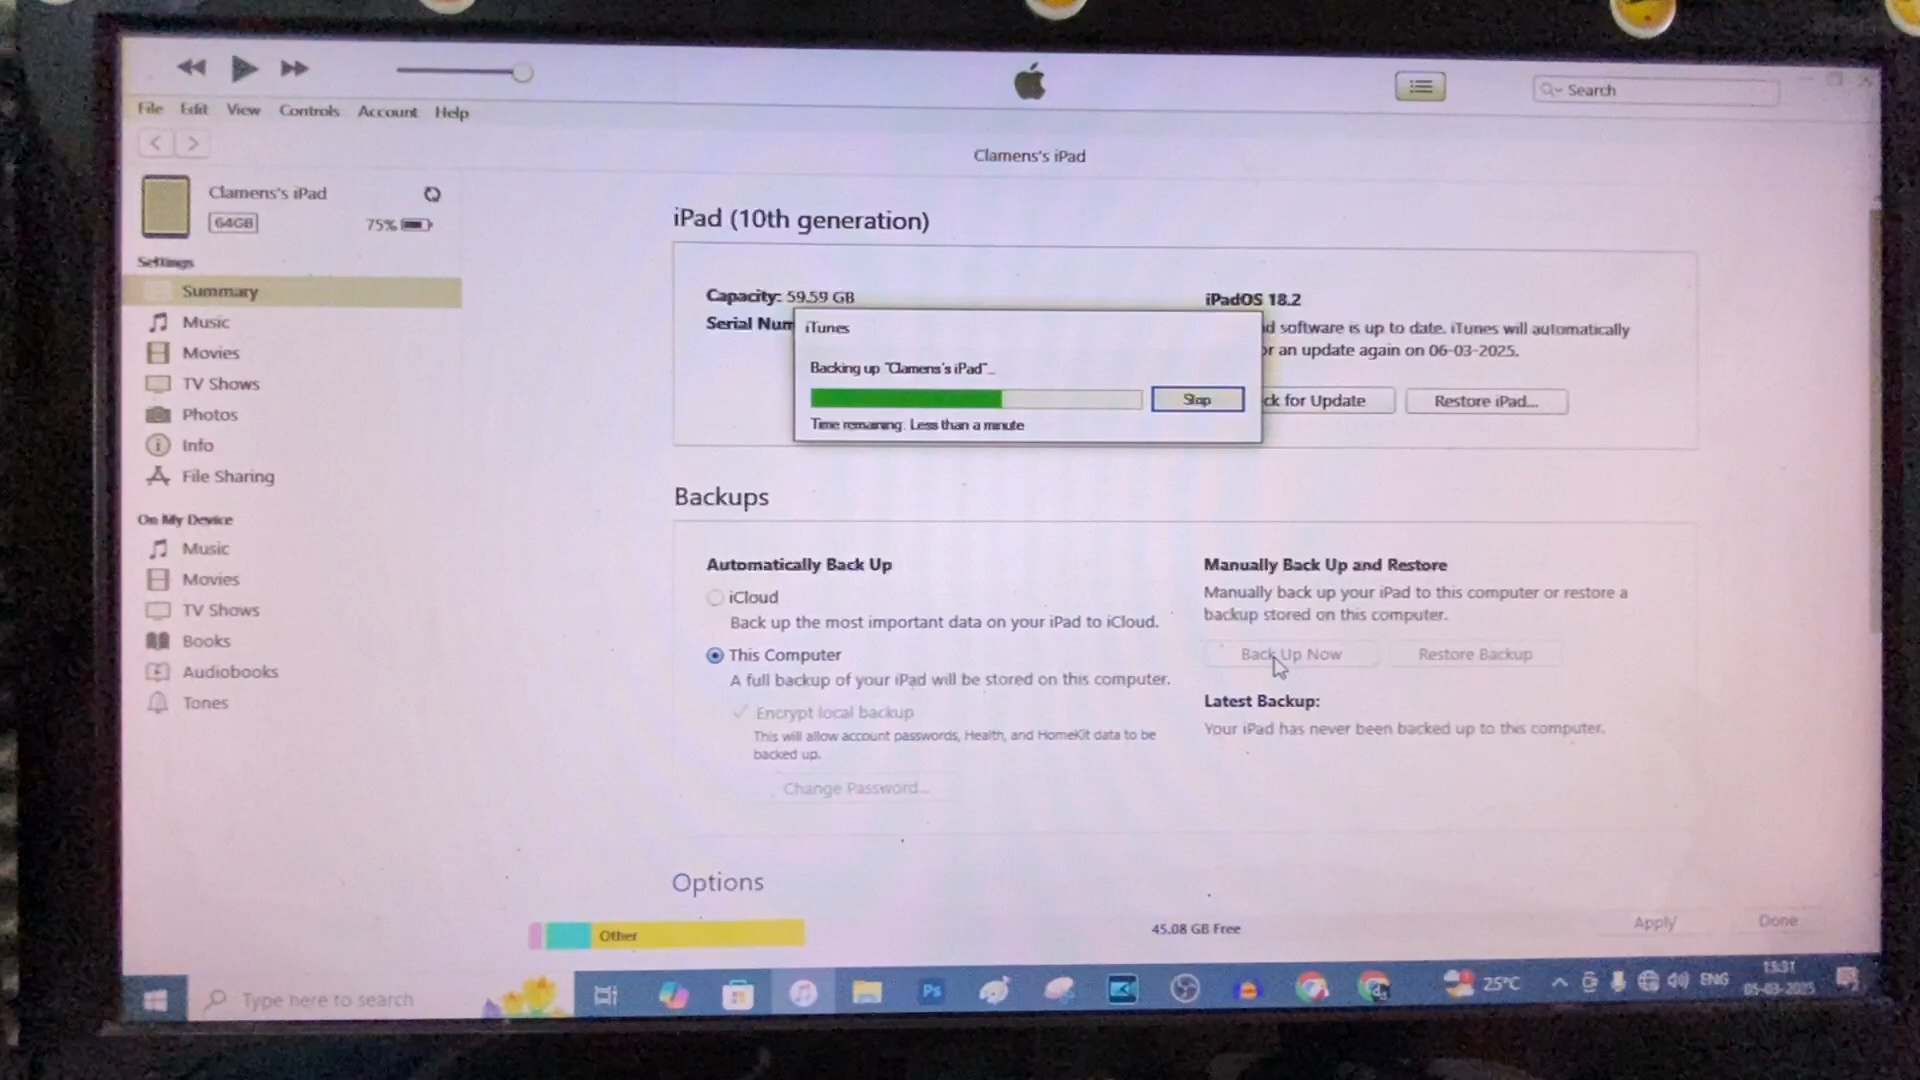 Search
File Edit View Controls Account Help
Clamens's iPad
Clamens's iPad
64GB 75%
Settings
Summary
Music
Movies
TV Shows
Photos
Info
File Sharing
On My Device
Music
Movies
TV Shows
Books
Audiobooks
Tones
iPad (10th generation)
Capacity: 59.59 GB
Serial Num
iPadOS 18.2
d software is up to date. iTunes will automatically
or an update again on 06-03-2025.
ck for Update Restore iPad...
iTunes
Backing up "Clamens's iPad"...
Stop
Time remaining: Less than a minute
Backups
Automatically Back Up
iCloud
Back up the most important data on your iPad to iCloud.
This Computer
A full backup of your iPad will be stored on this computer.
Encrypt local backup
This will allow account passwords, Health, and HomeKit data to be
backed up.
Change Password...
Manually Back Up and Restore
Manually back up your iPad to this computer or restore a
backup stored on this computer.
Back Up Now Restore Backup
Latest Backup:
Your iPad has never been backed up to this computer.
Options
Other
45.08 GB Free
Apply Done
Type here to search
Ps
25°C
ENG
15:31
05-03-2025